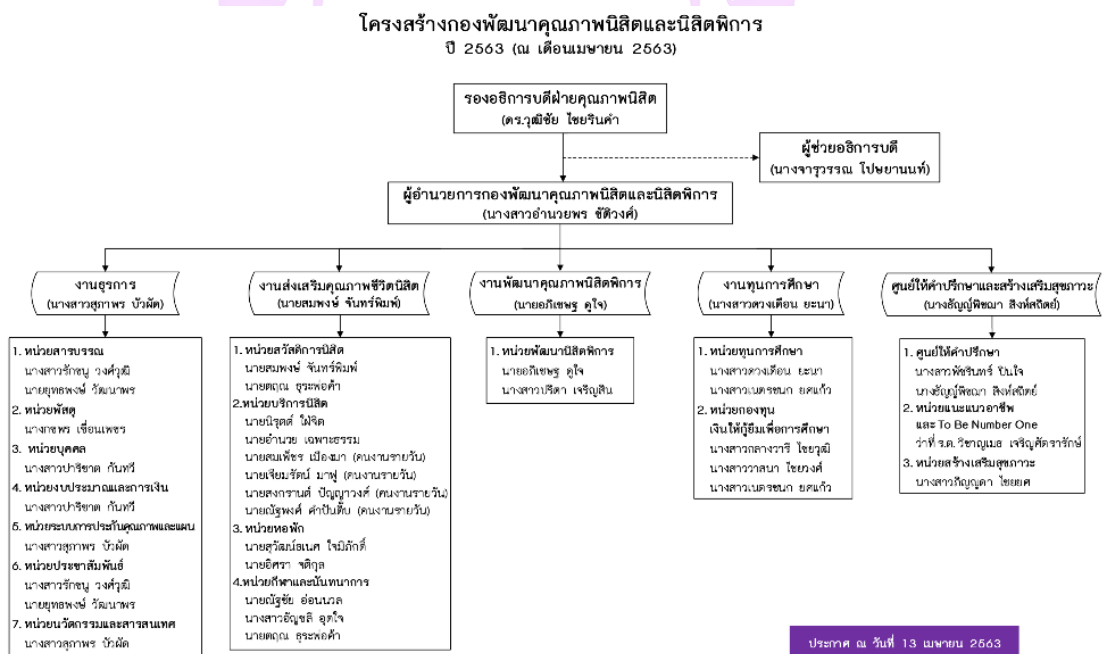 โครงสร้างกองพัฒนาคุณภาพนิสิตและนิสิตพิการ
ปี 2563 (ณ เดือนเมษายน 2563)
รองอธิการบดีฝ่ายคุณภาพนิสิต
(ดร.วุฒิชัย ไชยรินคำ
ผู้ช่วยอธิการบดี
(นางจารุวรรณ โปษยานนท์)
ผู้อำนวยการกองพัฒนาคุณภาพนิสิตและนิสิตพิการ
(นางสาวอำนวยพร ขัติวงศ์)
งานธุรการ
(นางสาวสุภาพร บัวผัด)
1. หน่วยสารบรรณ
นางสาวรักชนู วงศ์วุฒิ
นายยุทธพงษ์ วัฒนาพร
2. หน่วยพัสดุ
นางกชพร เขื่อนเพชร
3. หน่วยบุคคล
นางสาวปาริชาต กันทวี
4. หน่วยงบประมาณและการเงิน
นางสาวปาริชาต กันทวี
5. หน่วยระบบการประกันคุณภาพและแผน
นางสาวสุภาพร บัวผัด
6. หน่วยประชาสัมพันธ์
นางสาวรักชนู วงศ์วุฒิ
นายยุทธพงษ์ วัฒนาพร
7. หน่วยนวัตกรรมและสารสนเทศ
นางสาวสุภาพร บัวผัด
งานส่งเสริมคุณภาพชีวิตนิสิต
(นายสมพงษ์ จันทร์พิมพ์)
1. หน่วยสวัสดิการนิสิต
นายสมพงษ์ จันทร์พิมพ์
นายตฤณ ธุระพ่อค้า
2.หน่วยบริการนิสิต
นายนิรุตต์ ใฝ่จิต
นายอำนวย เฉพาะธรรม
นายสมเพ็ชร เมืองมา (คนงานรายวัน)
นายเจียมรัตน์ มาฟู (คนงานรายวัน)
นายสงกรานต์ ปัญญาวงค์ (คนงานรายวัน)
นายณัฐพงศ์ คำปันติ๊บ (คนงานรายวัน)
3. หน่วยหอพัก
นายสุวัฒน์ธเนศ ใจมิภักดิ์
นายอิศรา ขติกุล
4.หน่วยกีฬาและนันทนาการ
นายณัฐชัย อ่อนนวล
นางสาวอัญชลี อุตใจ
นายตฤณ ธุระพ่อค้า
งานพัฒนาคุณภาพนิสิตพิการ
(นายอภิเชษฐ ดูใจ)
1. หน่วยพัฒนานิสิตพิการ
นายอภิเชษฐ ดูใจ
นางสาวปรีดา เจริญสิน
งานทุนการศึกษา
(นางสาวดวงเดือน ยะนา)
1. หน่วยทุนการศึกษา
นางสาวดวงเดือน ยะนา
นางสาวเนตรชนก ยศแก้ว
2. หน่วยกองทุน
เงินให้กู้ยืมเพื่อการศึกษา
นางสาวกลางวารี ไชยวุฒิ
นางสาววาสนา ไชยวงศ์
นางสาวเนตรชนก ยศแก้ว
ศูนย์ให้คำปรึกษาและสร้างเสริมสุขภาวะ
(นางธัญญ์พิชฌา สิงห์สถิตย์)
1. ศูนย์ให้คำปรึกษา
นางสาวพัชรินทร์ ปินใจ
นางธัญญ์พิชฌา สิงห์สถิตย์
2. หน่วยแนะแนวอาชีพ
และ To Be Number One
ว่าที่ ร.ต. วิชาญเมธ เจริญศัตรารักษ์
3. หน่วยสร้างเสริมสุขภาวะ
นางสาวภิญญดา ไชยยศ
ประกาศ ณ วันที่ 13 เมษายน 2563